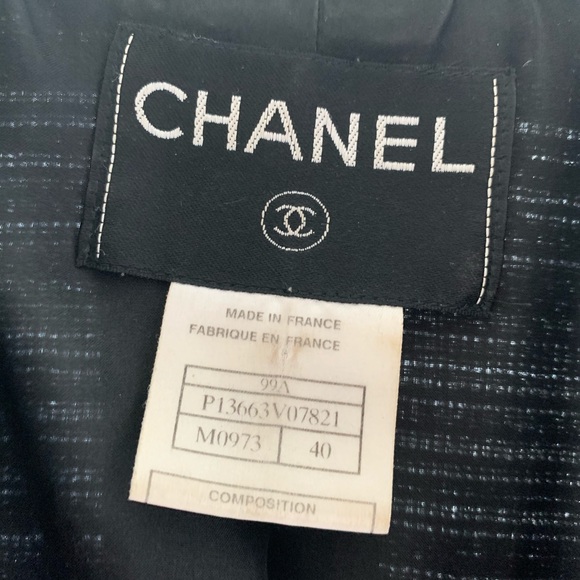 CHANEL
MADE IN FRANCE
FABRIQUE EN FRANCE
99A
P13663V07821
M0973 40
COMPOSITION